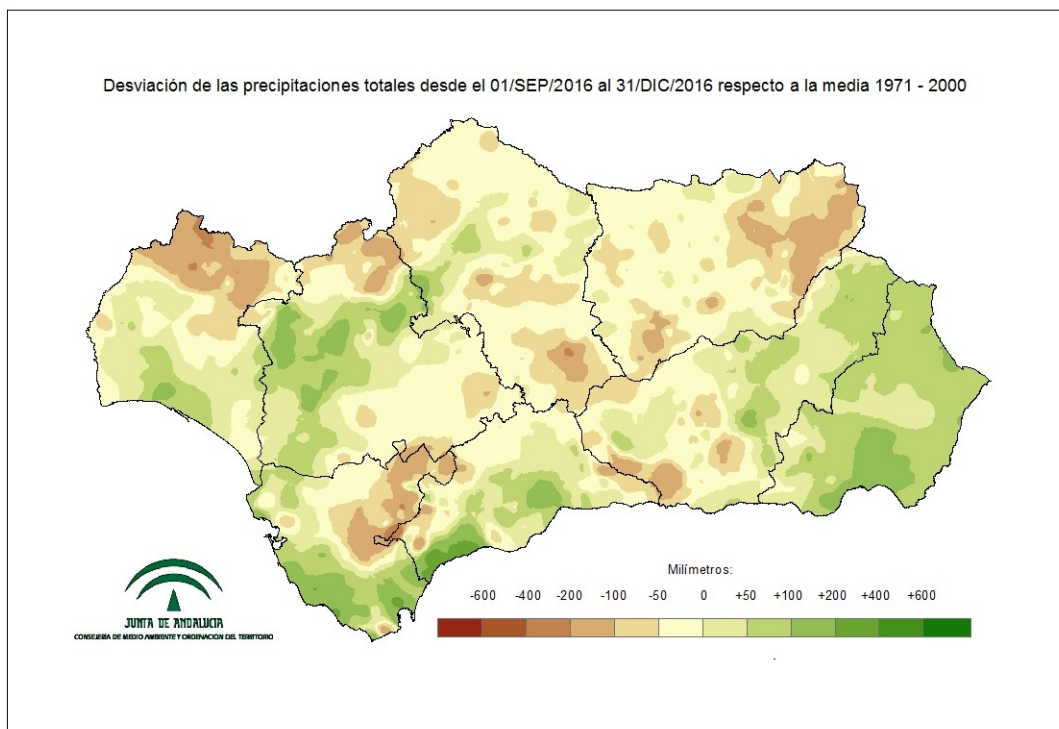 Desviación de las precipitaciones totales desde el 01/SEP/2016 al 31/DIC/2016 respecto a la media 1971 - 2000
Milímetros:
-600 -400 -200 -100 -50 0 +50 +100 +200 +400 +600
JUNTA DE ANDALUCIA
CONSEJERÍA DE MEDIO AMBIENTE Y ORDENACIÓN DEL TERRITORIO